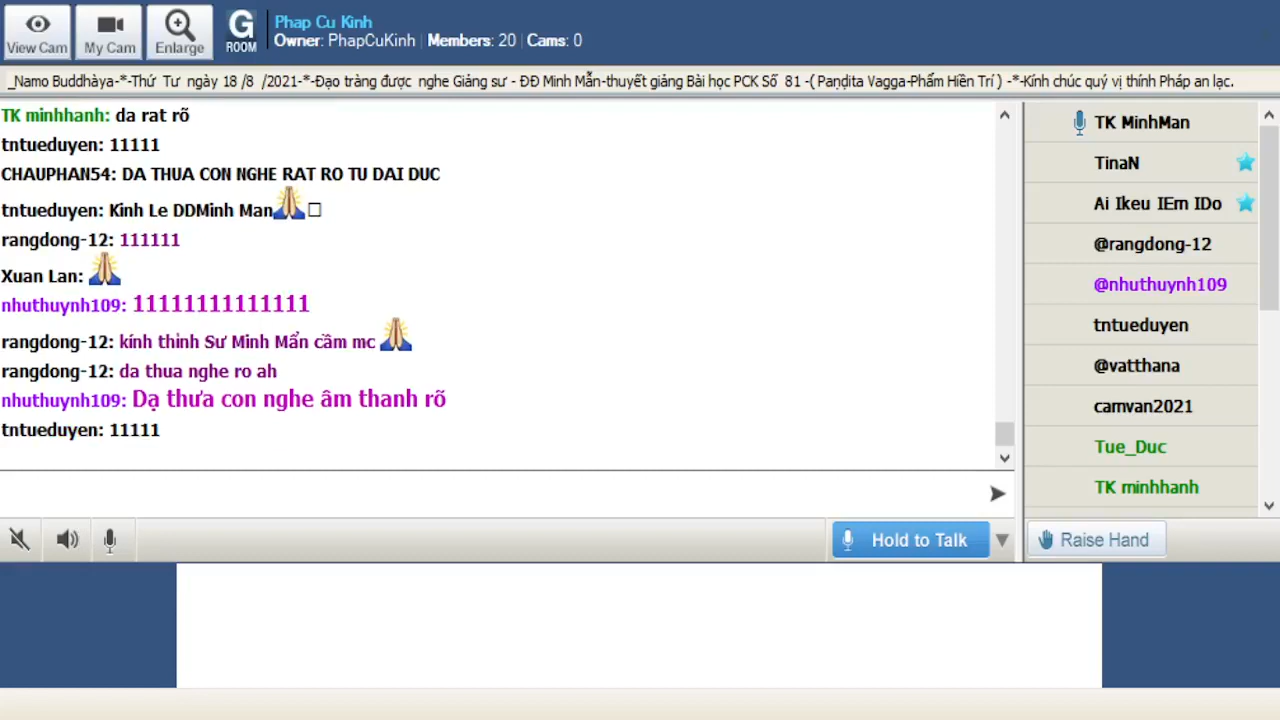 View Cam
My Cam
Enlarge
G
ROOM
Phap Cu Kinh
Owner: PhapCuKinh | Members: 20 | Cams: 0
_Namo Buddhàya-*-Thứ Tư ngày 18 /8 /2021-*-Đạo tràng được nghe Giảng sư - ĐĐ Minh Mẫn-thuyết giảng Bài học PCK Số 81 -( Paṇḍita Vagga-Phẩm Hiền Trí ) -*-Kính chúc quý vị thính Pháp an lạc.
TK minhhanh: da rat rõ
tntueduyen: 11111
CHAUPHAN54: DA THUA CON NGHE RAT RO TU DAI DUC
tntueduyen: Kinh Le DDMinh Man
rangdong-12: 111111
Xuan Lan:
nhuthuynh109: 11111111111111
rangdong-12: kính thỉnh Sư Minh Mẩn cầm mc
rangdong-12: da thua nghe ro ah
nhuthuynh109: Dạ thưa con nghe âm thanh rõ
tntueduyen: 11111
TK MinhMan
TinaN
Ai Ikeu IEm IDo
@rangdong-12
@nhuthuynh109
tntueduyen
@vatthana
camvan2021
Tue_Duc
TK minhhanh
Hold to Talk
Raise Hand